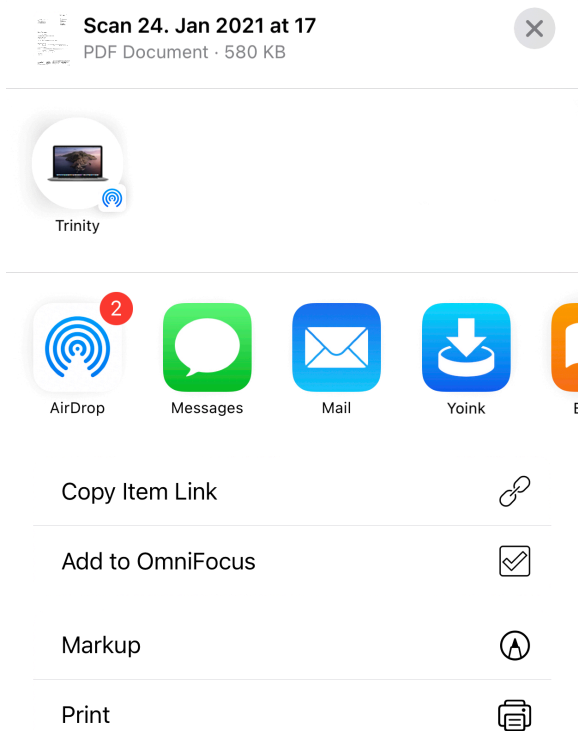 Scan 24. Jan 2021 at 17
PDF Document · 580 KB
Trinity
2
AirDrop
Messages
Mail
Yoink
Copy Item Link
Add to OmniFocus
Markup
Print